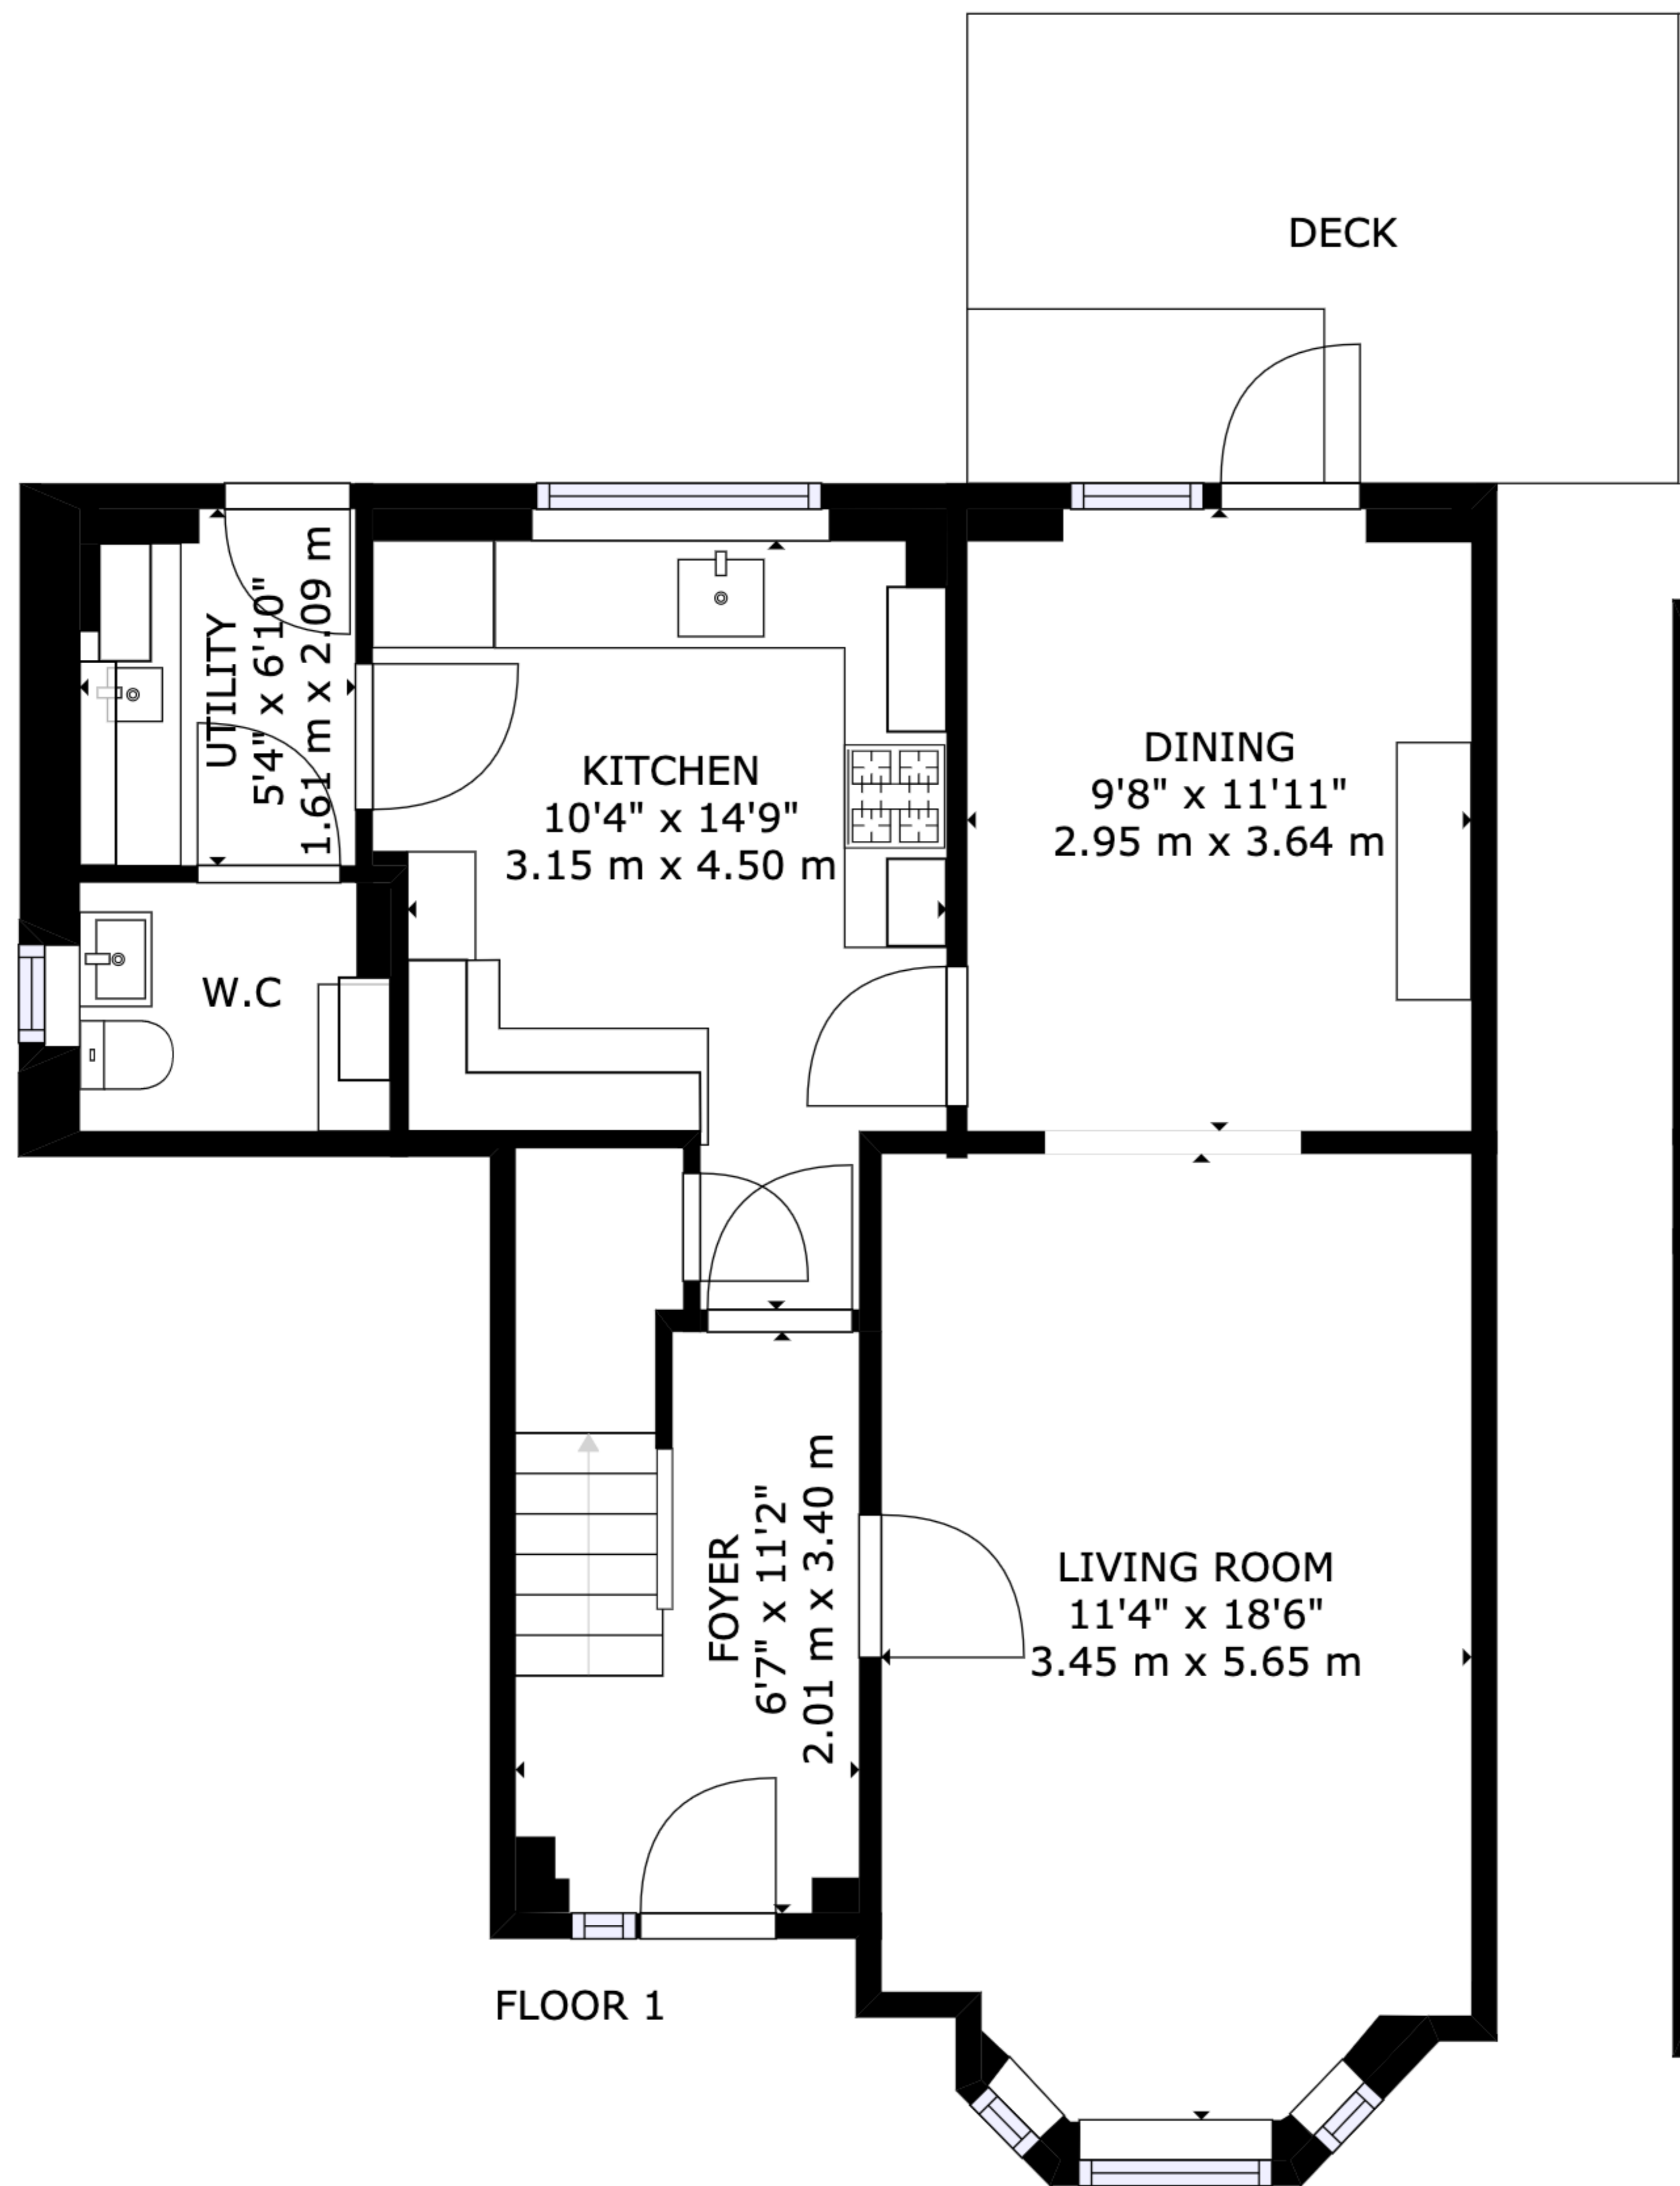 DECK
UTILITY
5'4" x 6'10"
1.61 m x 2.09 m
KITCHEN
10'4" x 14'9"
3.15 m x 4.50 m
DINING
9'8" x 11'11"
2.95 m x 3.64 m
W.C
FOYER
6'7" x 11'2"
2.01 m x 3.40 m
LIVING ROOM
11'4" x 18'6"
3.45 m x 5.65 m
FLOOR 1